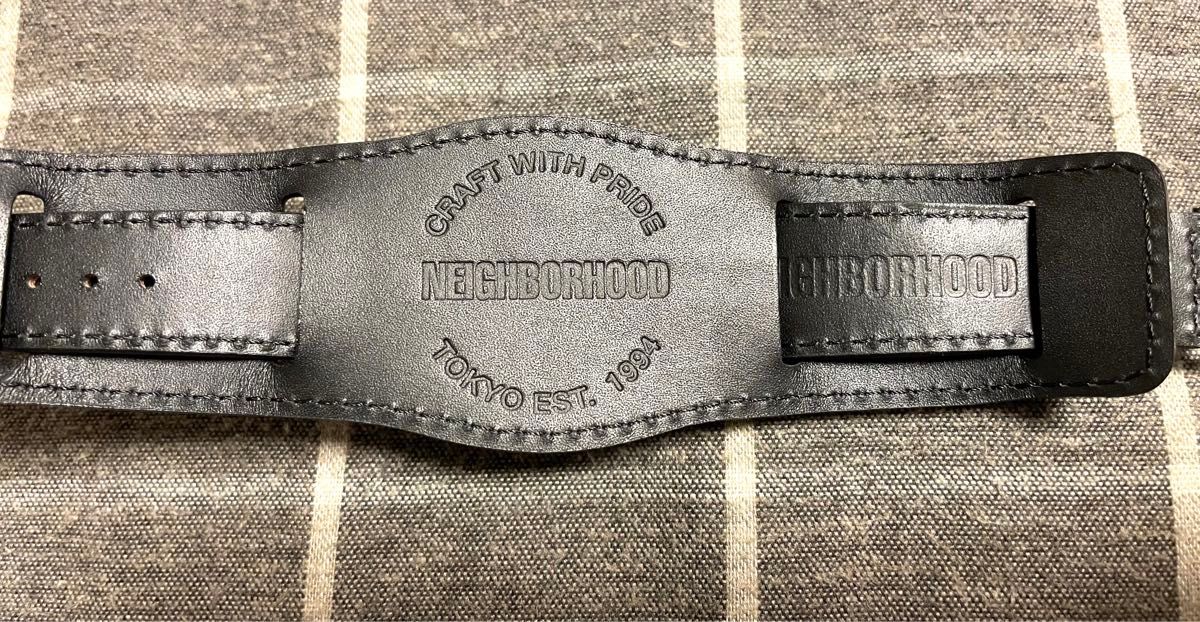 CRAFT WITH PRIDE
NEIGHBORHOOD
TOKYO EST. 1994
IGHBORHOOD